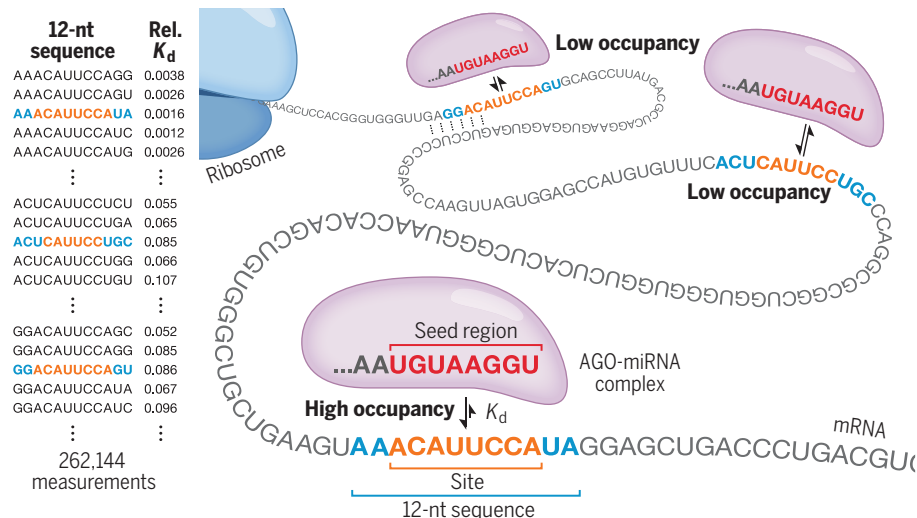 12-nt sequence Rel. Kd
AAACAUUCCAGG 0.0038
AAACAUUCCAGU 0.0026
AAACAUUCCAUA 0.0016
AAACAUUCCAUC 0.0012
AAACAUUCCAUG 0.0026
ACUCAUUCCUCU 0.055
ACUCAUUCCUGA 0.065
ACUCAUUCCUGC 0.085
ACUCAUUCCUGG 0.066
ACUCAUUCCUGU 0.107
GGACAUUCCAGC 0.052
GGACAUUCCAGG 0.085
GGACAUUCCAGU 0.086
GGACAUUCCAUA 0.067
GGACAUUCCAUC 0.096
262,144
measurements
Ribosome
...AAUGUAAGGU
Low occupancy
...AAUGUAAGGU
Low occupancy
AAAGCUCCACGGGUGGGUUGAGGACAUUCCAGUGCAGCCUUAUGAC
CCAAGUUAGUGGAGCCAUGUGUUUCACUCAUUCCUGCCCAGG
Seed region
...AAUGUAAGGU
AGO-miRNA
complex
High occupancy
Kd
mRNA
GUGGGCUGCUGAAGUAAACAUUCCAUAGGAGCUGACCCUGACGUG
Site
12-nt sequence